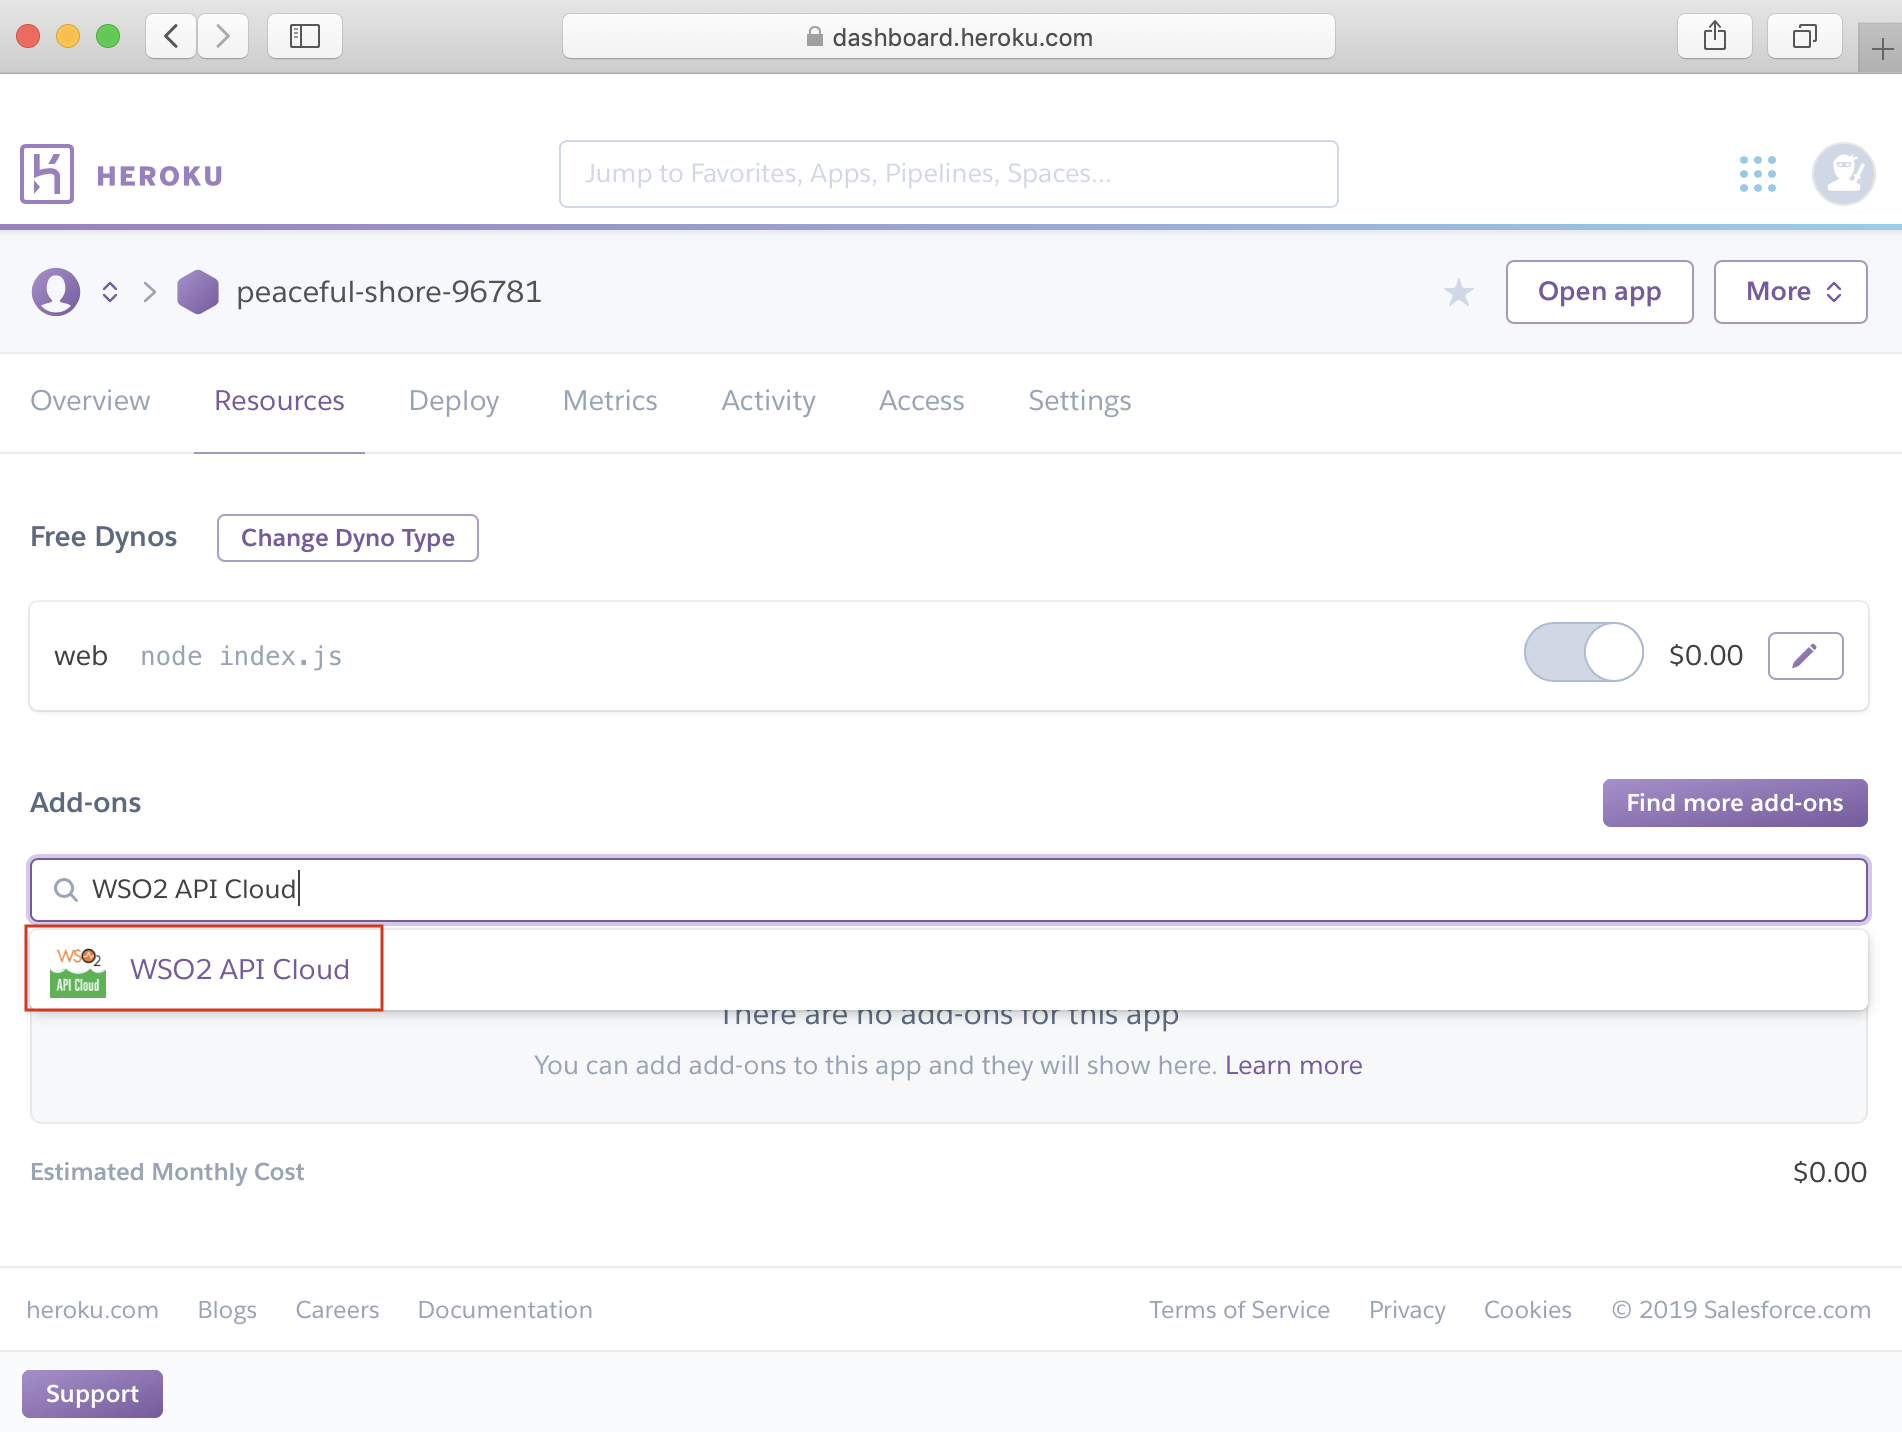 dashboard.heroku.com
HEROKU
Jump to Favorites, Apps, Pipelines, Spaces...
peaceful-shore-96781
Open app
More
Overview Resources Deploy Metrics Activity Access Settings
Free Dynos
Change Dyno Type
web node index.js
$0.00
Add-ons
Find more add-ons
WSO2 API Cloud
WSO2
API Cloud
WSO2 API Cloud
There are no add-ons for this app
You can add add-ons to this app and they will show here. Learn more
Estimated Monthly Cost
$0.00
heroku.com Blogs Careers Documentation
Terms of Service Privacy Cookies © 2019 Salesforce.com
Support